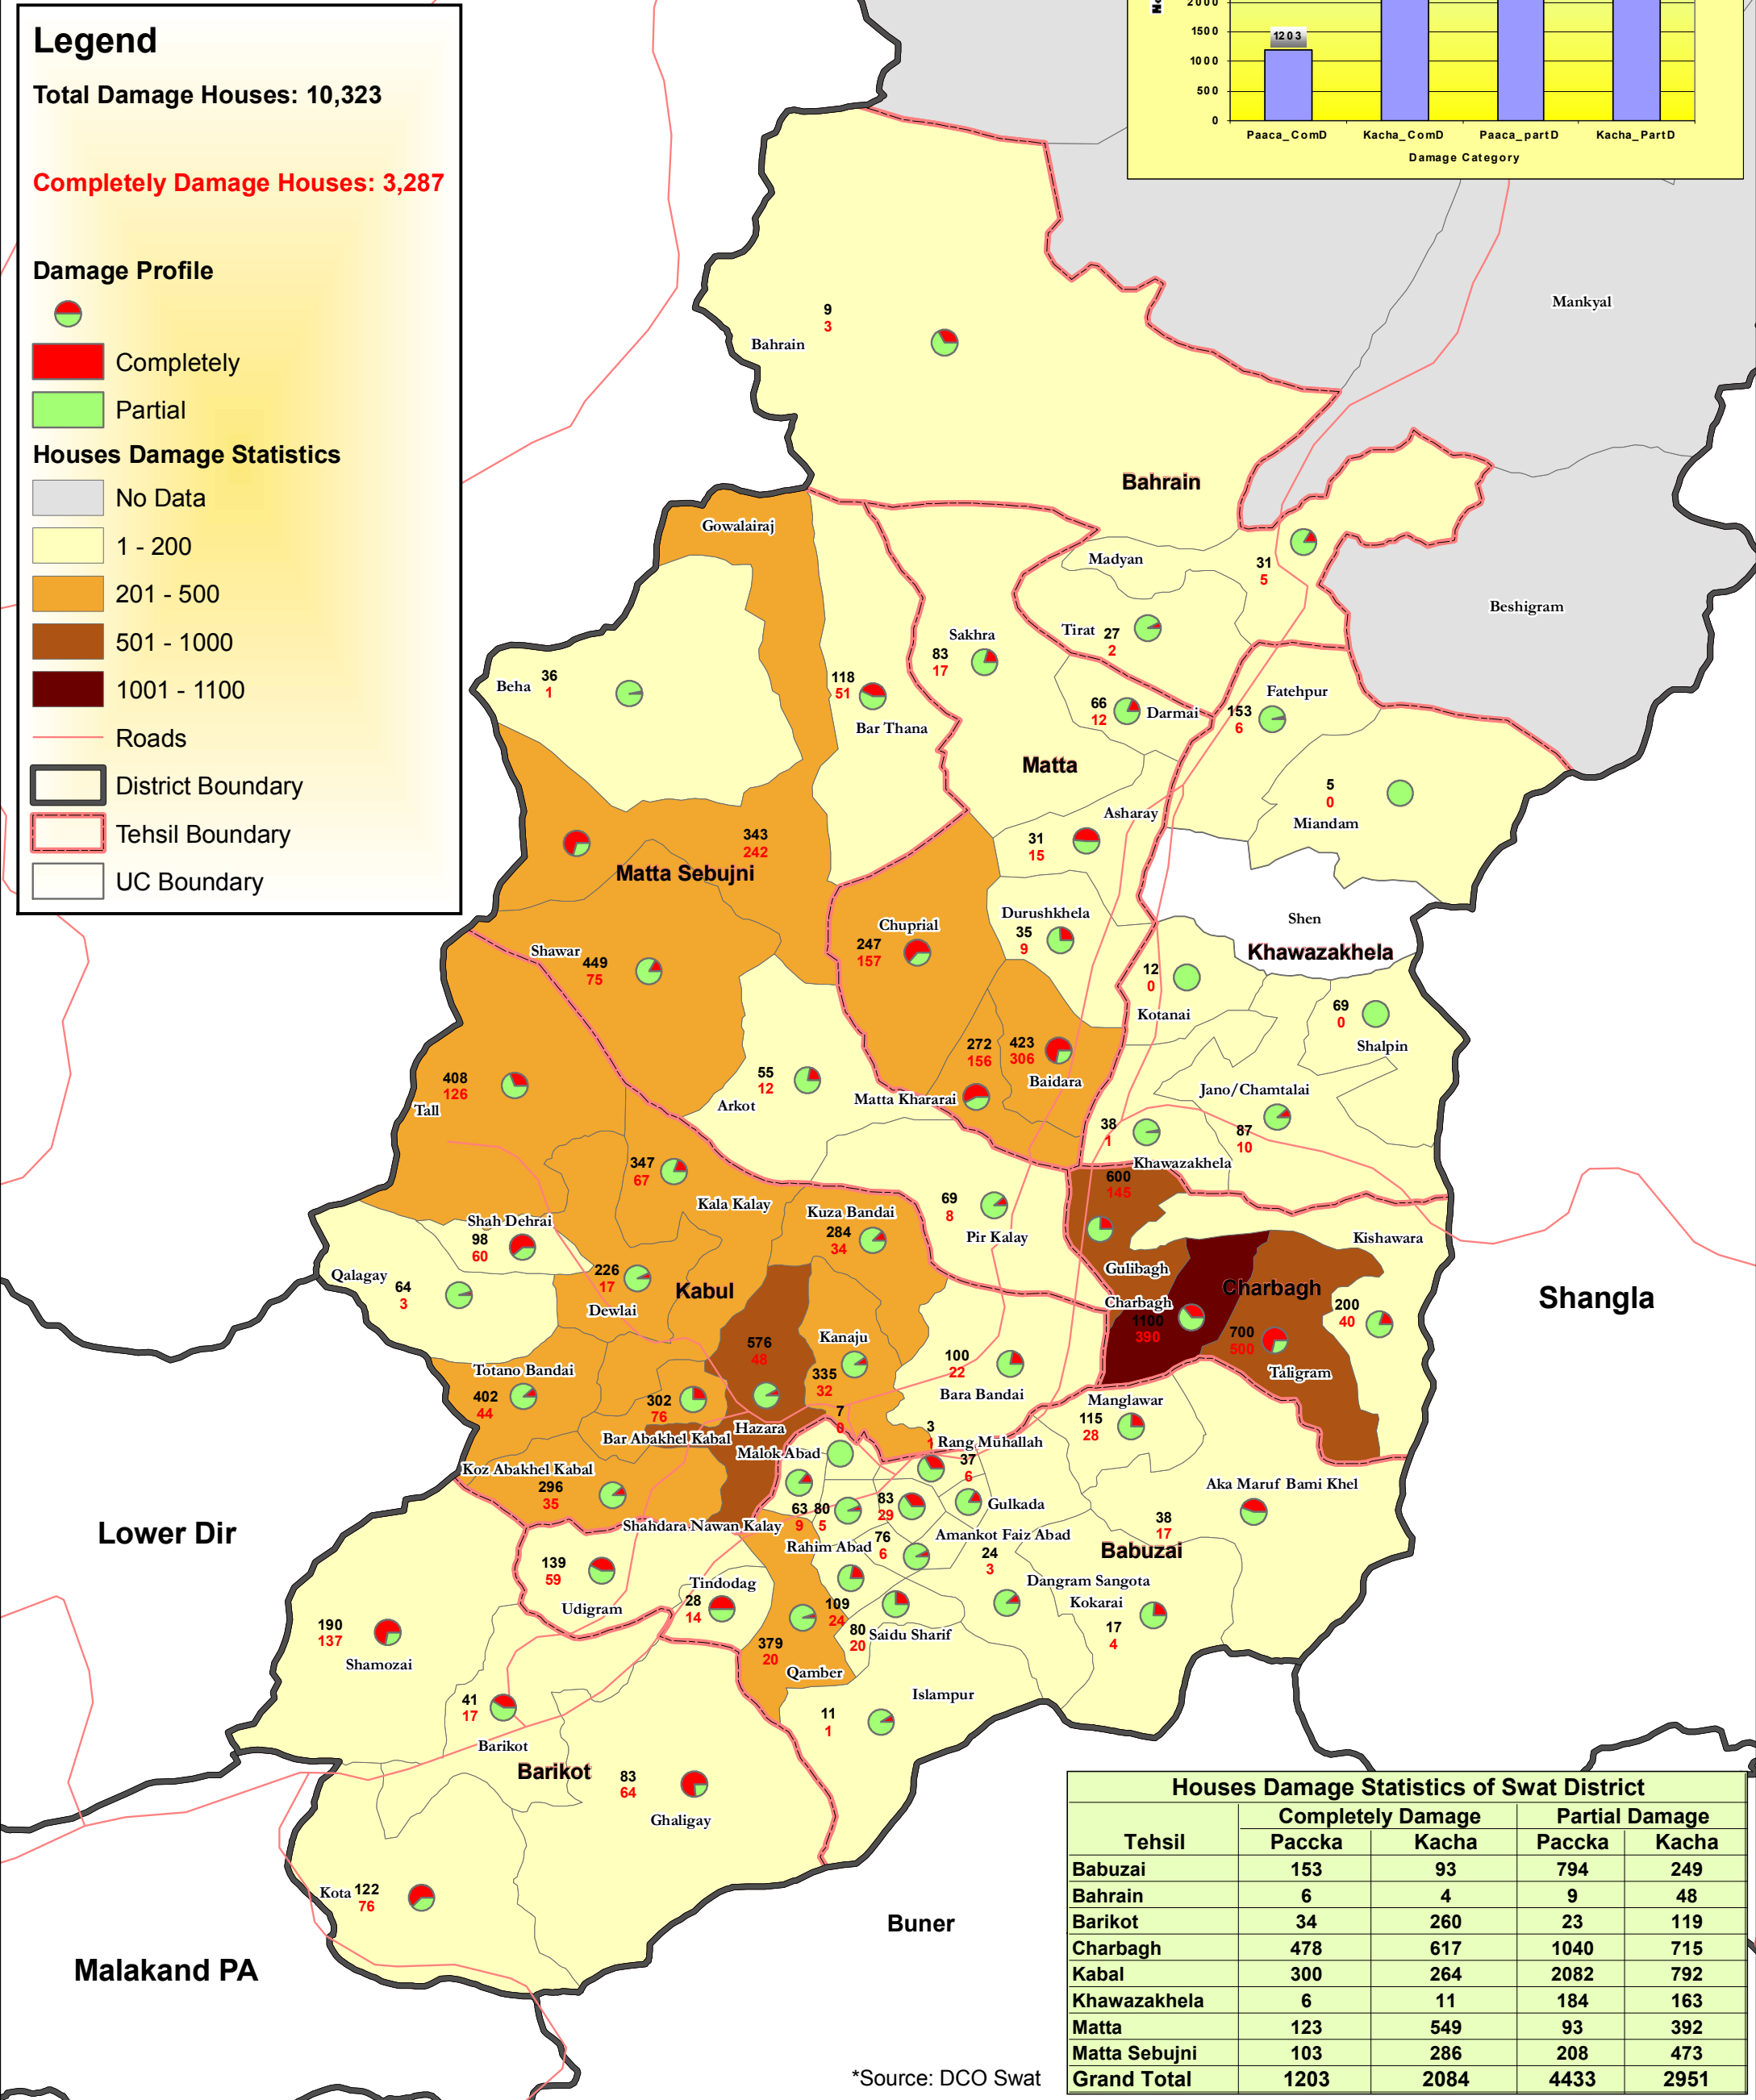 Legend
Total Damage Houses: 10,323
Completely Damage Houses: 3,287
Damage Profile
Completely
Partial
Houses Damage Statistics
No Data
1 - 200
201 - 500
501 - 1000
1001 - 1100
Roads
District Boundary
Tehsil Boundary
UC Boundary
2000
1500
1000
500
0
1203
Paaca_ComD Kacha_ComD Paaca_partD Kacha_PartD
Damage Category
Mankyal
9
3
Bahrain
Bahrain
Gowalairaj
Madyan
31
5
Beshigram
Tirat 27
2
Sakhra
83
17
Beha 36
1
118
51
Bar Thana
66
12
Darmai
Fatehpur
153
6
Matta
5
0
Miandam
Asharay
31
15
343
242
Matta Sebujni
Shen
Khawazakhela
Durushkhela
35
9
Chuprial
247
157
Shawar
449
75
12
0
Kotanai
69
0
Shalpin
272
156
423
306
Baidara
Matta Khararai
408
126
Tall
55
12
Arkot
Jano/Chamtalai
87
10
38
1
Khawazakhela
347
67
Kala Kalay
600
145
Gulibagh
69
8
Pir Kalay
Kuza Bandai
284
34
Shah Dehrai
98
60
Kishawara
200
40
Qalagay
64
3
226
17
Dewlai
Kabul
Charbagh
Charbagh
1100
390
700
500
Taligram
Shangla
576
48
Hazara
Kanaju
335
32
100
22
Bara Bandai
Totano Bandai
402
44
302
76
Bar Abakhel Kabal
Manglawar
115
28
7
0
Malok Abad
3
1
Rang Muhallah
37
6
Gulkada
Koz Abakhel Kabal
296
35
Aka Maruf Bami Khel
38
17
63
9
80
5
83
29
Shahdara Nawan Kalay
Rahim Abad
76
6
Amankot Faiz Abad
24
3
Babuzai
Lower Dir
139
59
Udigram
Tindodag
28
14
Dangram Sangota
Kokarai
17
4
109
24
80
20
Saidu Sharif
379
20
Qamber
190
137
Shamozai
11
1
Islampur
41
17
Barikot
Barikot
83
64
Ghaligay
Kota 122
76
Buner
Malakand PA
*Source: DCO Swat
Houses Damage Statistics of Swat District
Completely Damage Partial Damage
Tehsil Paccka Kacha Paccka Kacha
Babuzai 153 93 794 249
Bahrain 6 4 9 48
Barikot 34 260 23 119
Charbagh 478 617 1040 715
Kabal 300 264 2082 792
Khawazakhela 6 11 184 163
Matta 123 549 93 392
Matta Sebujni 103 286 208 473
Grand Total 1203 2084 4433 2951